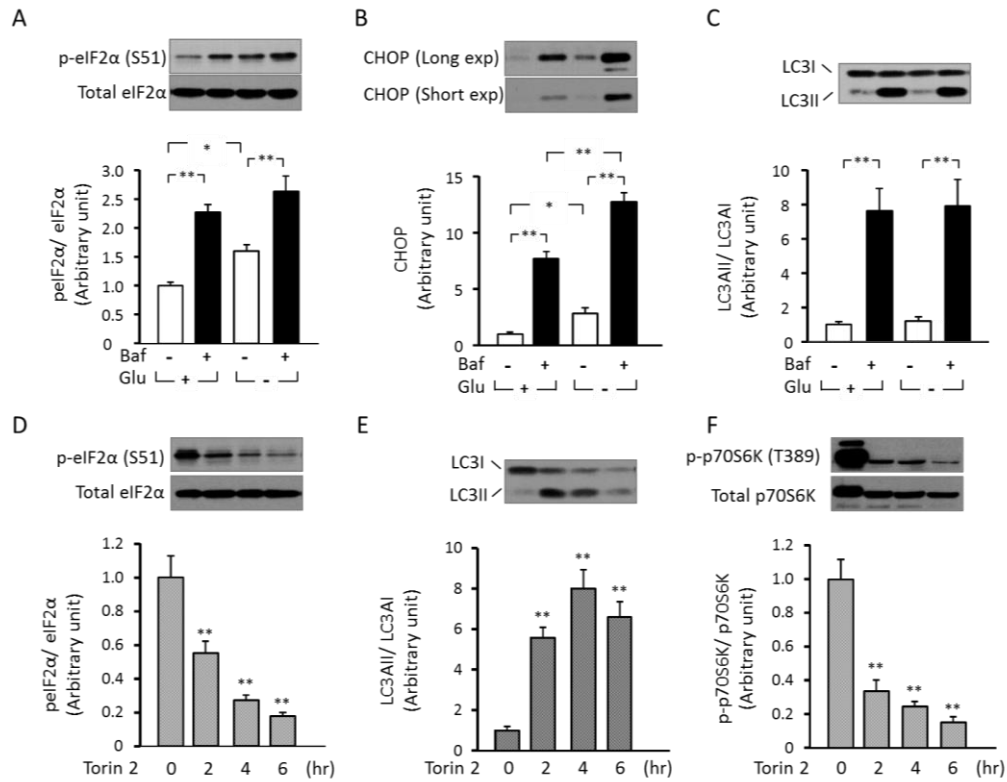 A
p-eIF2α (S51)
Total eIF2α
* ** **
peIF2α/ eIF2α
(Arbitrary unit)
3.0
2.5
2.0
1.5
1.0
0.5
0
Baf - + - +
Glu + -
B
CHOP (Long exp)
CHOP (Short exp)
** ** * **
CHOP
(Arbitrary unit)
15
10
5
0
Baf - + - +
Glu + -
C
LC3I
LC3II
** **
LC3AII/ LC3AI
(Arbitrary unit)
10
8
6
4
2
0
Baf - + - +
Glu + -
D
p-eIF2α (S51)
Total eIF2α
peIF2α/ eIF2α
(Arbitrary unit)
1.2
1.0
0.8
0.6
0.4
0.2
0
** ** **
Torin 2 0 2 4 6 (hr)
E
LC3I
LC3II
LC3AII/ LC3AI
(Arbitrary unit)
10
8
6
4
2
0
** ** **
Torin 2 0 2 4 6 (hr)
F
p-p70S6K (T389)
Total p70S6K
p-p70S6K/ p70S6K
(Arbitrary unit)
1.2
1.0
0.8
0.6
0.4
0.2
0
** ** **
Torin 2 0 2 4 6 (hr)